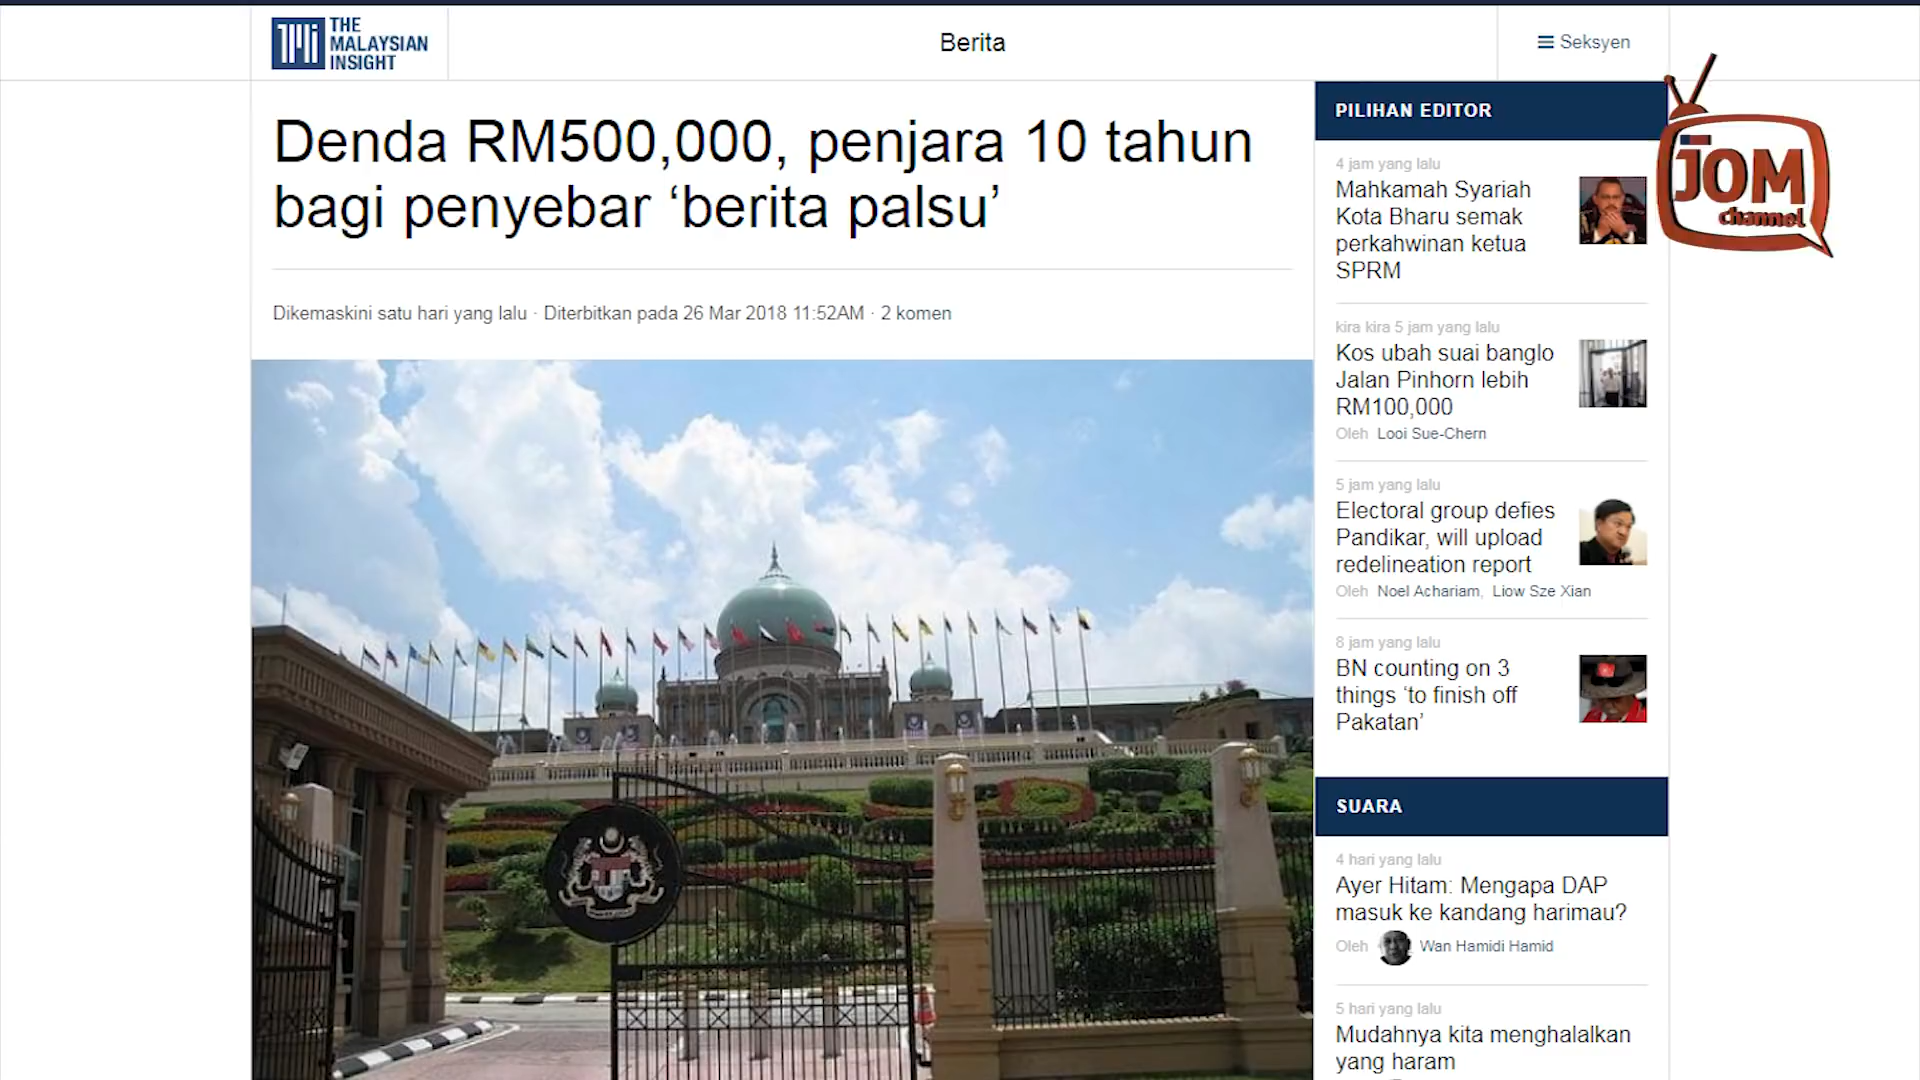 THE
MALAYSIAN
INSIGHT
Berita
Seksyen
Denda RM500,000, penjara 10 tahun
bagi penyebar ‘berita palsu’
Dikemaskini satu hari yang lalu · Diterbitkan pada 26 Mar 2018 11:52AM · 2 komen
PILIHAN EDITOR
4 jam yang lalu
Mahkamah Syariah
Kota Bharu semak
perkahwinan ketua
SPRM
kira kira 5 jam yang lalu
Kos ubah suai banglo
Jalan Pinhorn lebih
RM100,000
Oleh Looi Sue-Chern
5 jam yang lalu
Electoral group defies
Pandikar, will upload
redelineation report
Oleh Noel Achariam, Liow Sze Xian
8 jam yang lalu
BN counting on 3
things ‘to finish off
Pakatan’
SUARA
4 hari yang lalu
Ayer Hitam: Mengapa DAP
masuk ke kandang harimau?
Oleh Wan Hamidi Hamid
5 hari yang lalu
Mudahnya kita menghalalkan
yang haram
JOM
channel